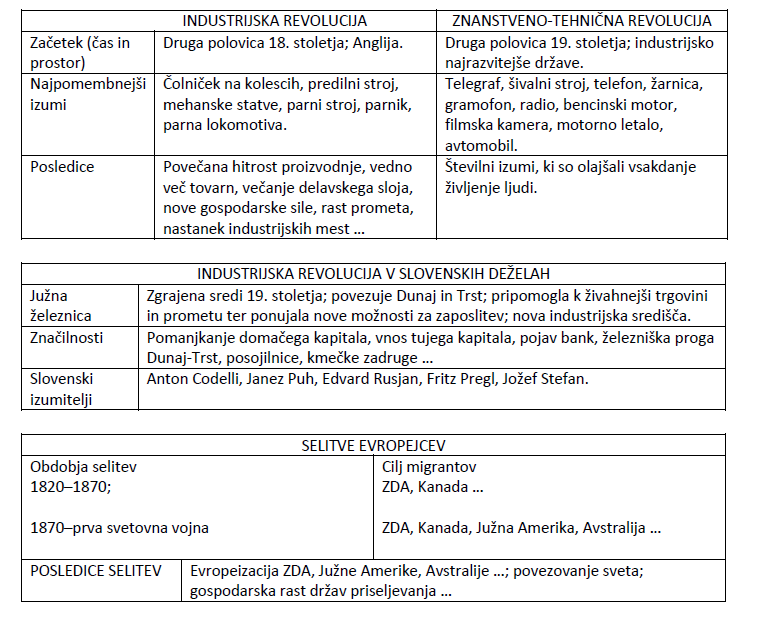 INDUSTRIJSKA REVOLUCIJA
ZNANSTVENO-TEHNIČNA REVOLUCIJA
Začetek (čas in
prostor)
Druga polovica 18. stoletja; Anglija.
Druga polovica 19. stoletja; industrijsko
najrazvitejše države.
Najpomembnejši
izumi
Čolniček na kolescih, predilni stroj,
mehanske statve, parni stroj, parnik,
parna lokomotiva.
Telegraf, šivalni stroj, telefon, žarnica,
gramofon, radio, bencinski motor,
filmska kamera, motorno letalo,
avtomobil.
Posledice
Povečana hitrost proizvodnje, vedno
več tovarn, večanje delavskega sloja,
nove gospodarske sile, rast prometa,
nastanek industrijskih mest …
Številni izumi, ki so olajšali vsakdanje
življenje ljudi.
INDUSTRIJSKA REVOLUCIJA V SLOVENSKIH DEŽELAH
Južna
železnica
Zgrajena sredi 19. stoletja; povezuje Dunaj in Trst; pripomogla k živahnejši trgovini
in prometu ter ponujala nove možnosti za zaposlitev; nova industrijska središča.
Značilnosti
Pomanjkanje domačega kapitala, vnos tujega kapitala, pojav bank, železniška proga
Dunaj-Trst, posojilnice, kmečke zadruge …
Slovenski
izumitelji
Anton Codelli, Janez Puh, Edvard Rusjan, Fritz Pregl, Jožef Stefan.
SELITVE EVROPEJCEV
Obdobja selitev
1820–1870;
1870–prva svetovna vojna
Cilj migrantov
ZDA, Kanada …
ZDA, Kanada, Južna Amerika, Avstralija …
POSLEDICE SELITEV
Evropeizacija ZDA, Južne Amerike, Avstralije …; povezovanje sveta;
gospodarska rast držav priseljevanja …